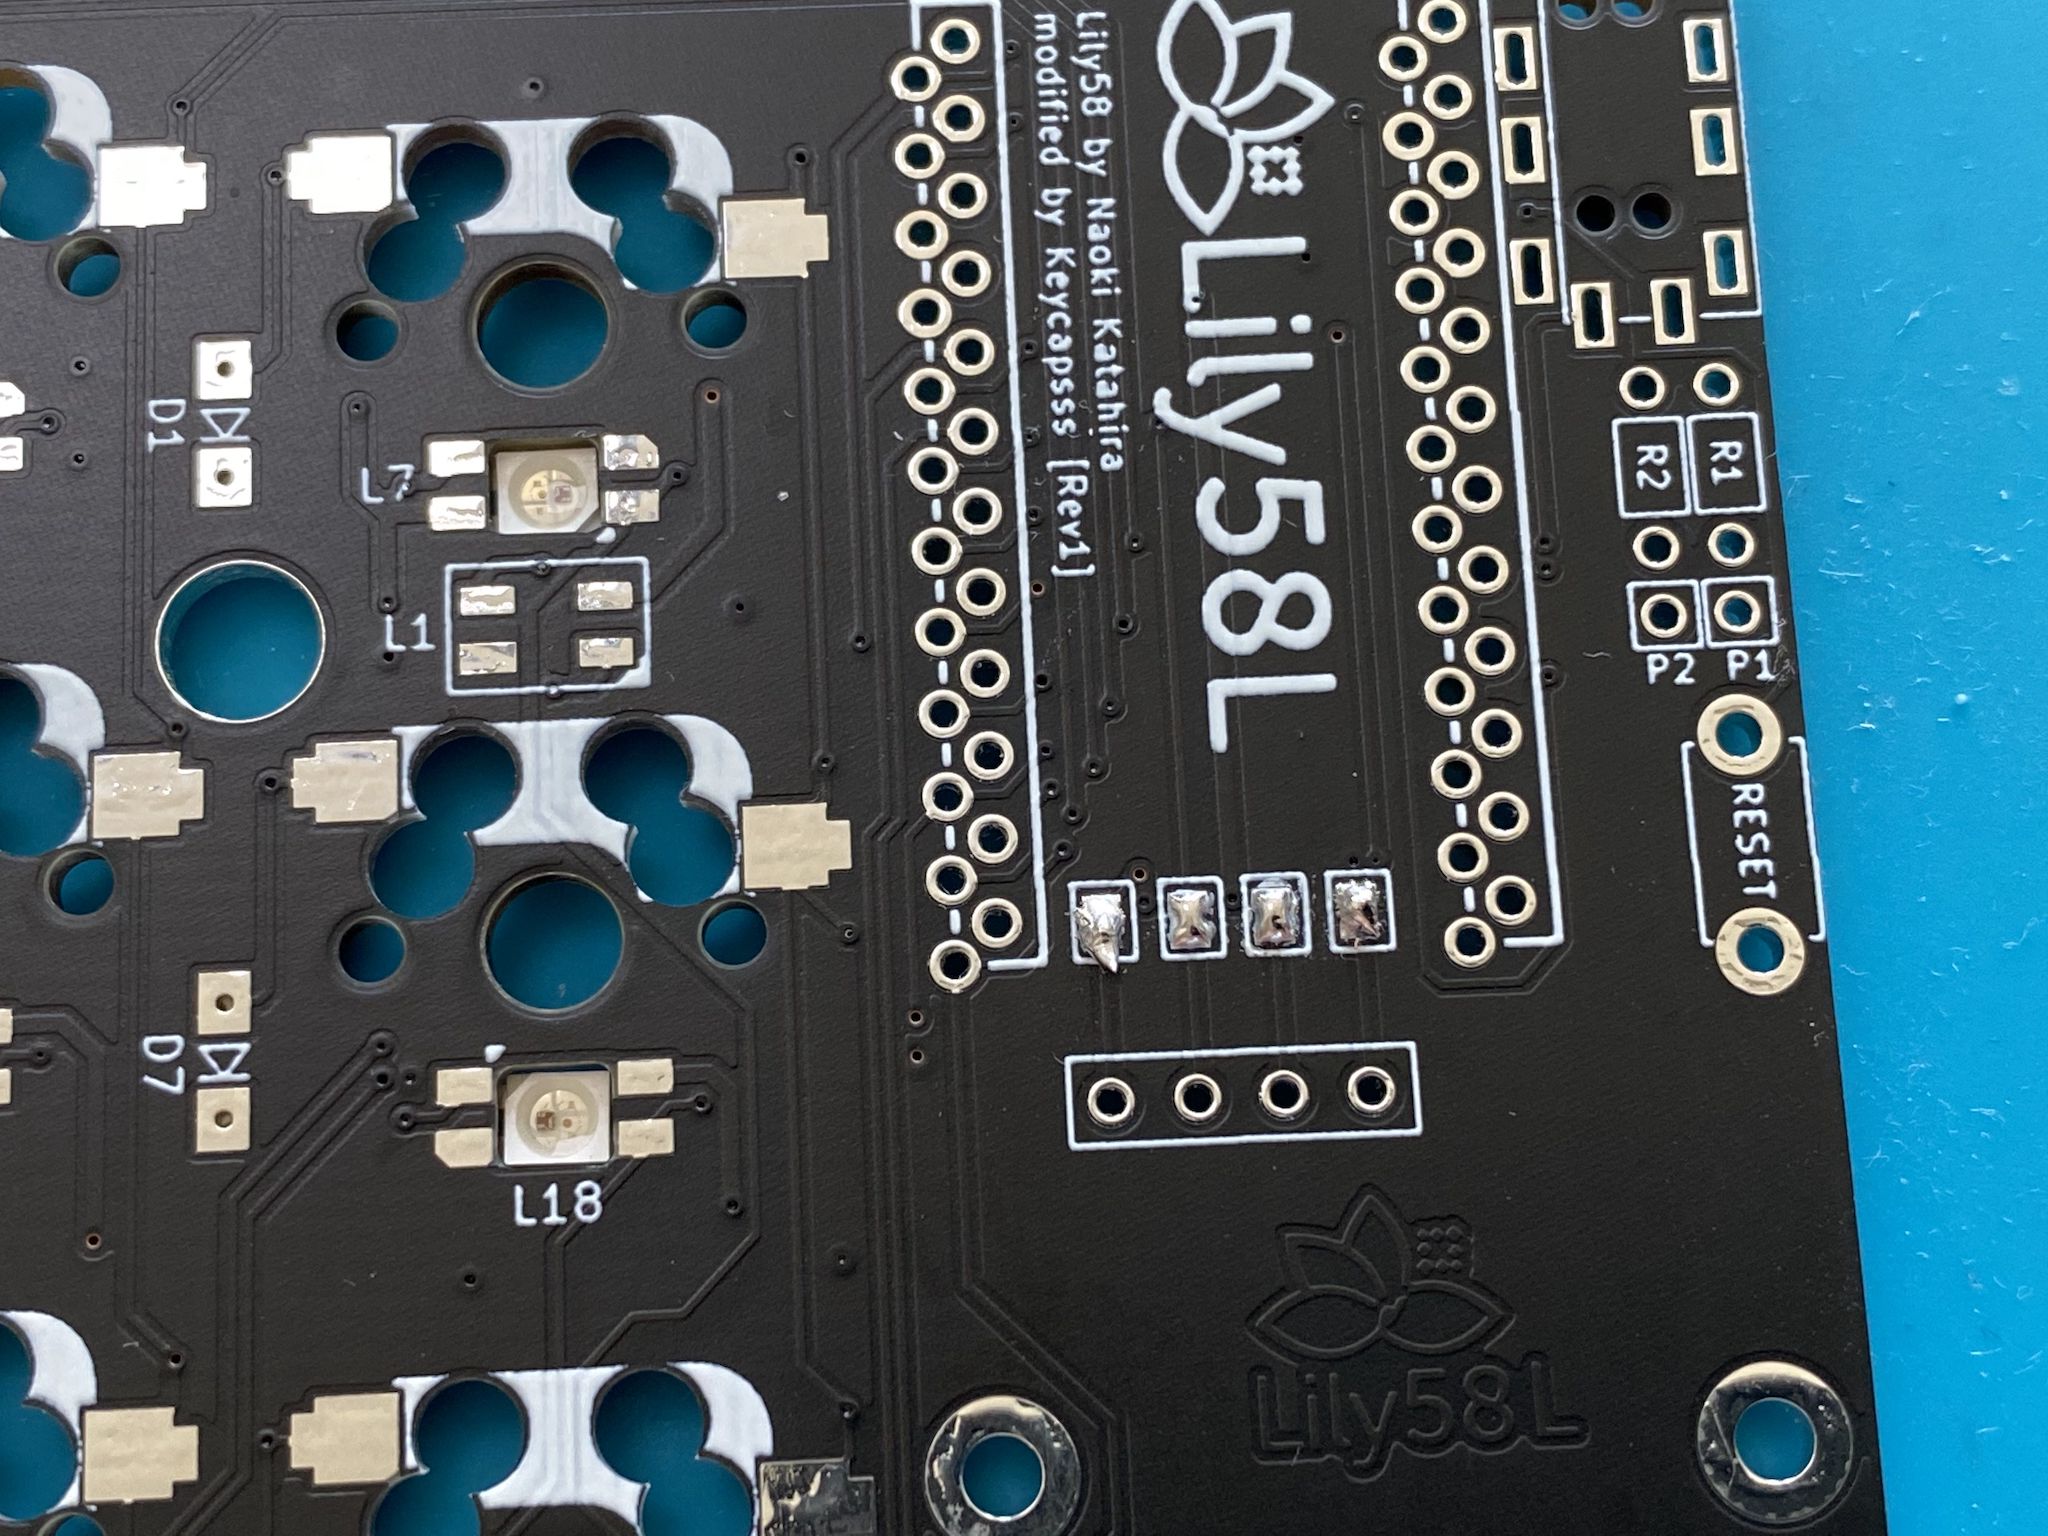 Lily58 by Naoki Katahira
modified by Keycapsss [Rev1]
Lily58L
D1
L7
L1
R2
R1
P2
P1
RESET
D7
L18
Lily58L